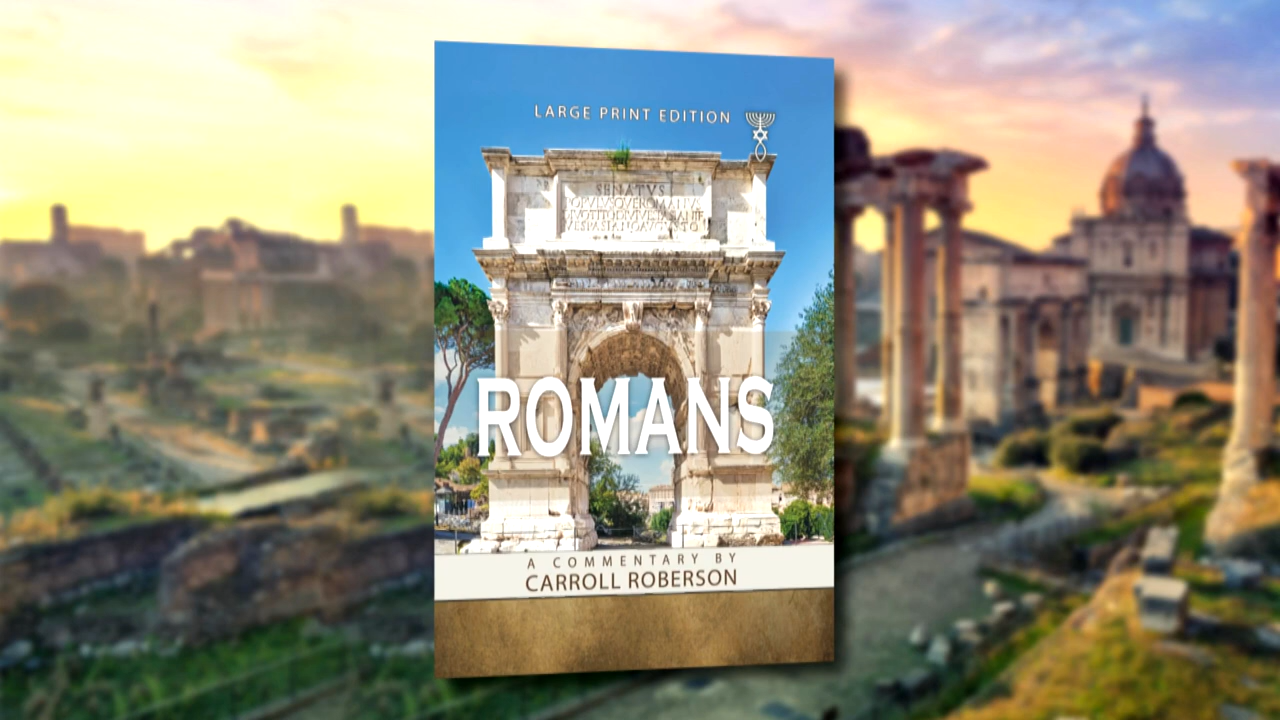 LARGE PRINT EDITION
SENATVS
ROMANS
A COMMENTARY BY
CARROLL ROBERSON